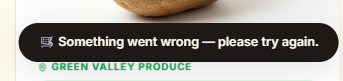 Something went wrong — please try again.
GREEN VALLEY PRODUCE